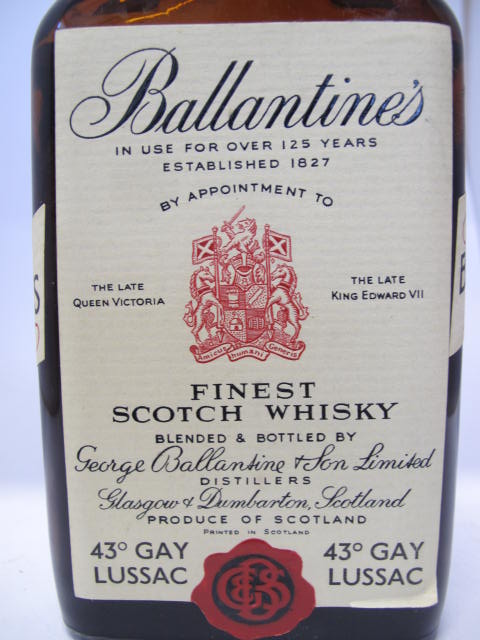 Ballantine's
IN USE FOR OVER 125 YEARS
ESTABLISHED 1827
BY APPOINTMENT TO
THE LATE
QUEEN VICTORIA
THE LATE
KING EDWARD VII
Amicus humani Generis
FINEST
SCOTCH WHISKY
BLENDED & BOTTLED BY
George Ballantine & Son Limited
DISTILLERS
Glasgow & Dumbarton, Scotland
PRODUCE OF SCOTLAND
PRINTED IN SCOTLAND
43° GAY
LUSSAC
43° GAY
LUSSAC